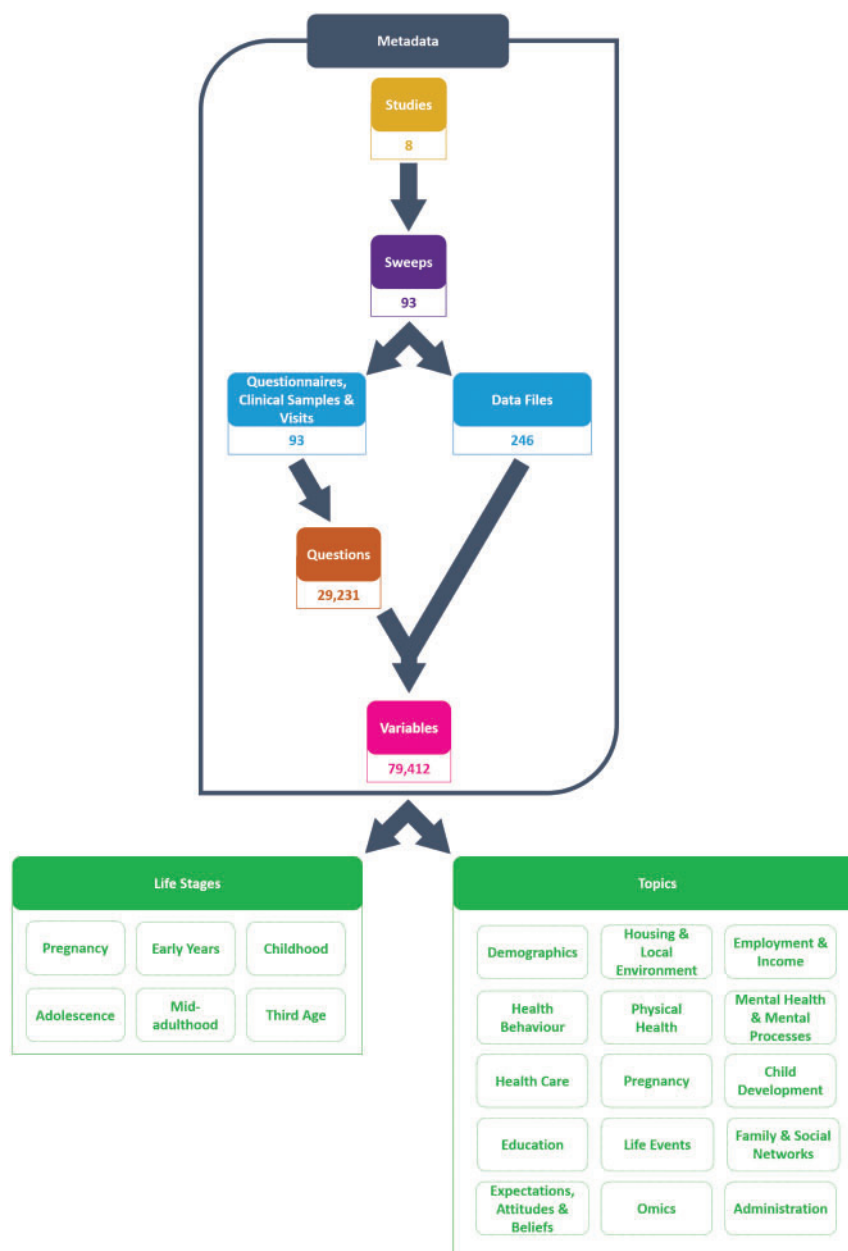 Metadata
Studies
8
Sweeps
93
Questionnaires,
Clinical Samples &
Visits
93
Data Files
246
Questions
29,231
Variables
79,412
Life Stages
Pregnancy
Early Years
Childhood
Adolescence
Mid-
adulthood
Third Age
Topics
Demographics
Housing &
Local
Environment
Employment &
Income
Health
Behaviour
Physical
Health
Mental Health
& Mental
Processes
Health Care
Pregnancy
Child
Development
Education
Life Events
Family & Social
Networks
Expectations,
Attitudes &
Beliefs
Omics
Administration